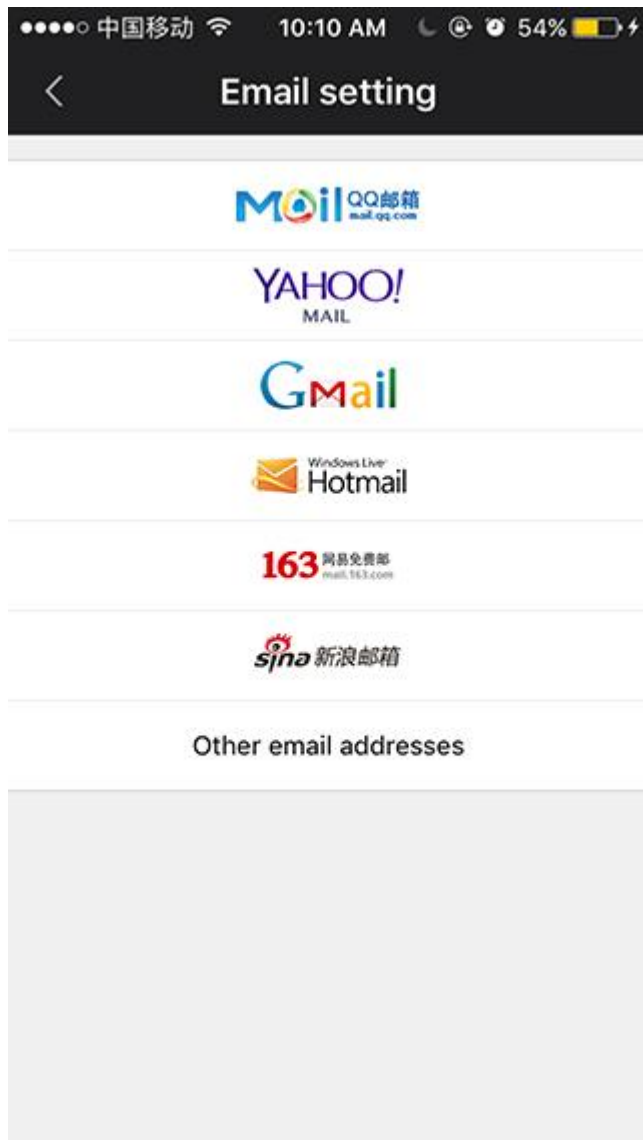 中国移动 10:10 AM 54%
Email setting
Mail QQ邮箱
mail.qq.com
YAHOO!
MAIL
Gmail
Windows Live
Hotmail
163 网易免费邮
mail.163.com
sina 新浪邮箱
Other email addresses